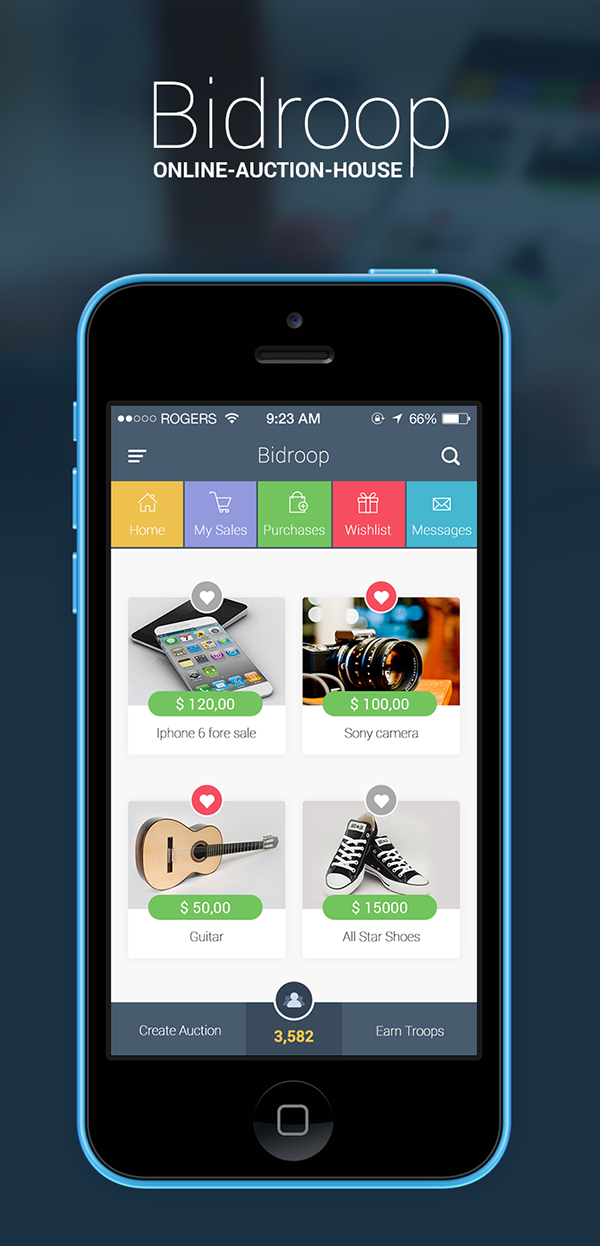 Bidroop
ONLINE-AUCTION-HOUSE
ROGERS 9:23 AM 66%
Bidroop
Home My Sales Purchases Wishlist Messages
$ 120,00 $ 100,00
Iphone 6 fore sale Sony camera
$ 50,00 $ 15000
Guitar All Star Shoes
Create Auction 3,582 Earn Troops